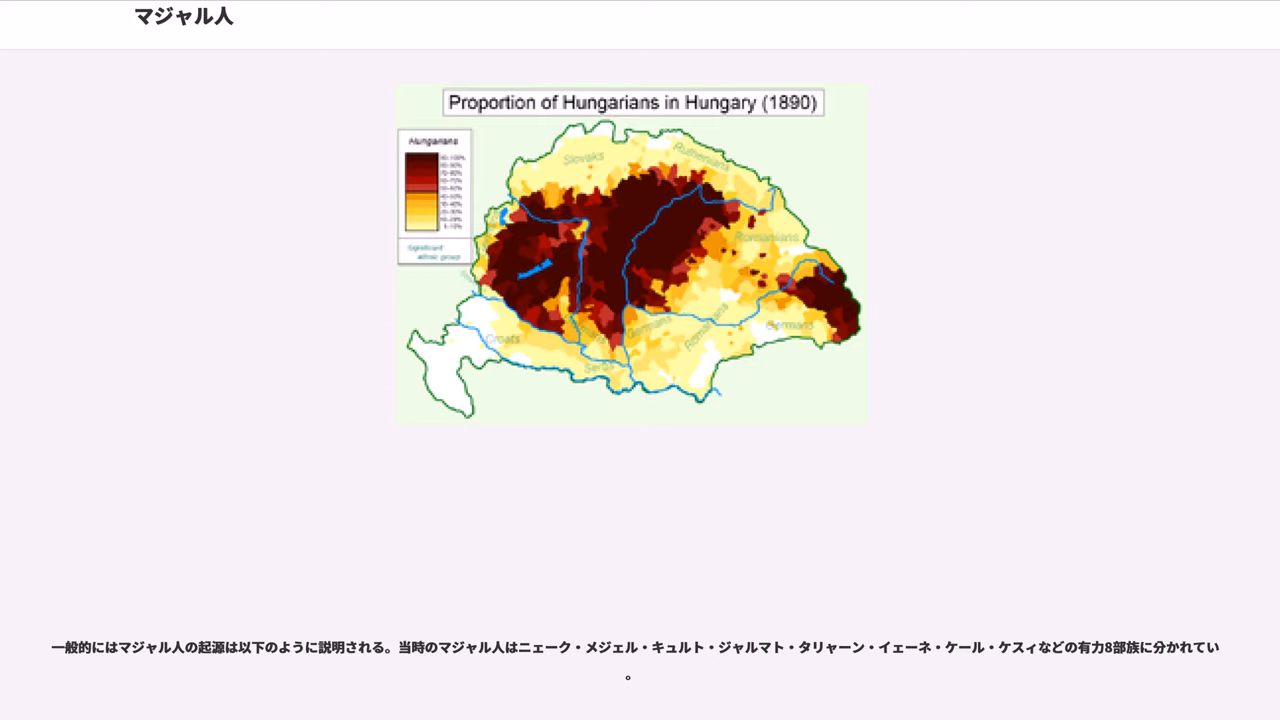 マジャル人
Proportion of Hungarians in Hungary (1890)
Hungarians
Slovaks
Ruthenians
Romanians
Significant
ethnic group
Germans
Romanians
Germans
Croats
Serbs
一般的にはマジャル人の起源は以下のように説明される。当時のマジャル人はニェーク・メジェル・キュルト・ジャルマト・タリャーン・イェーネ・ケール・ケスィなどの有力8部族に分かれてい
。